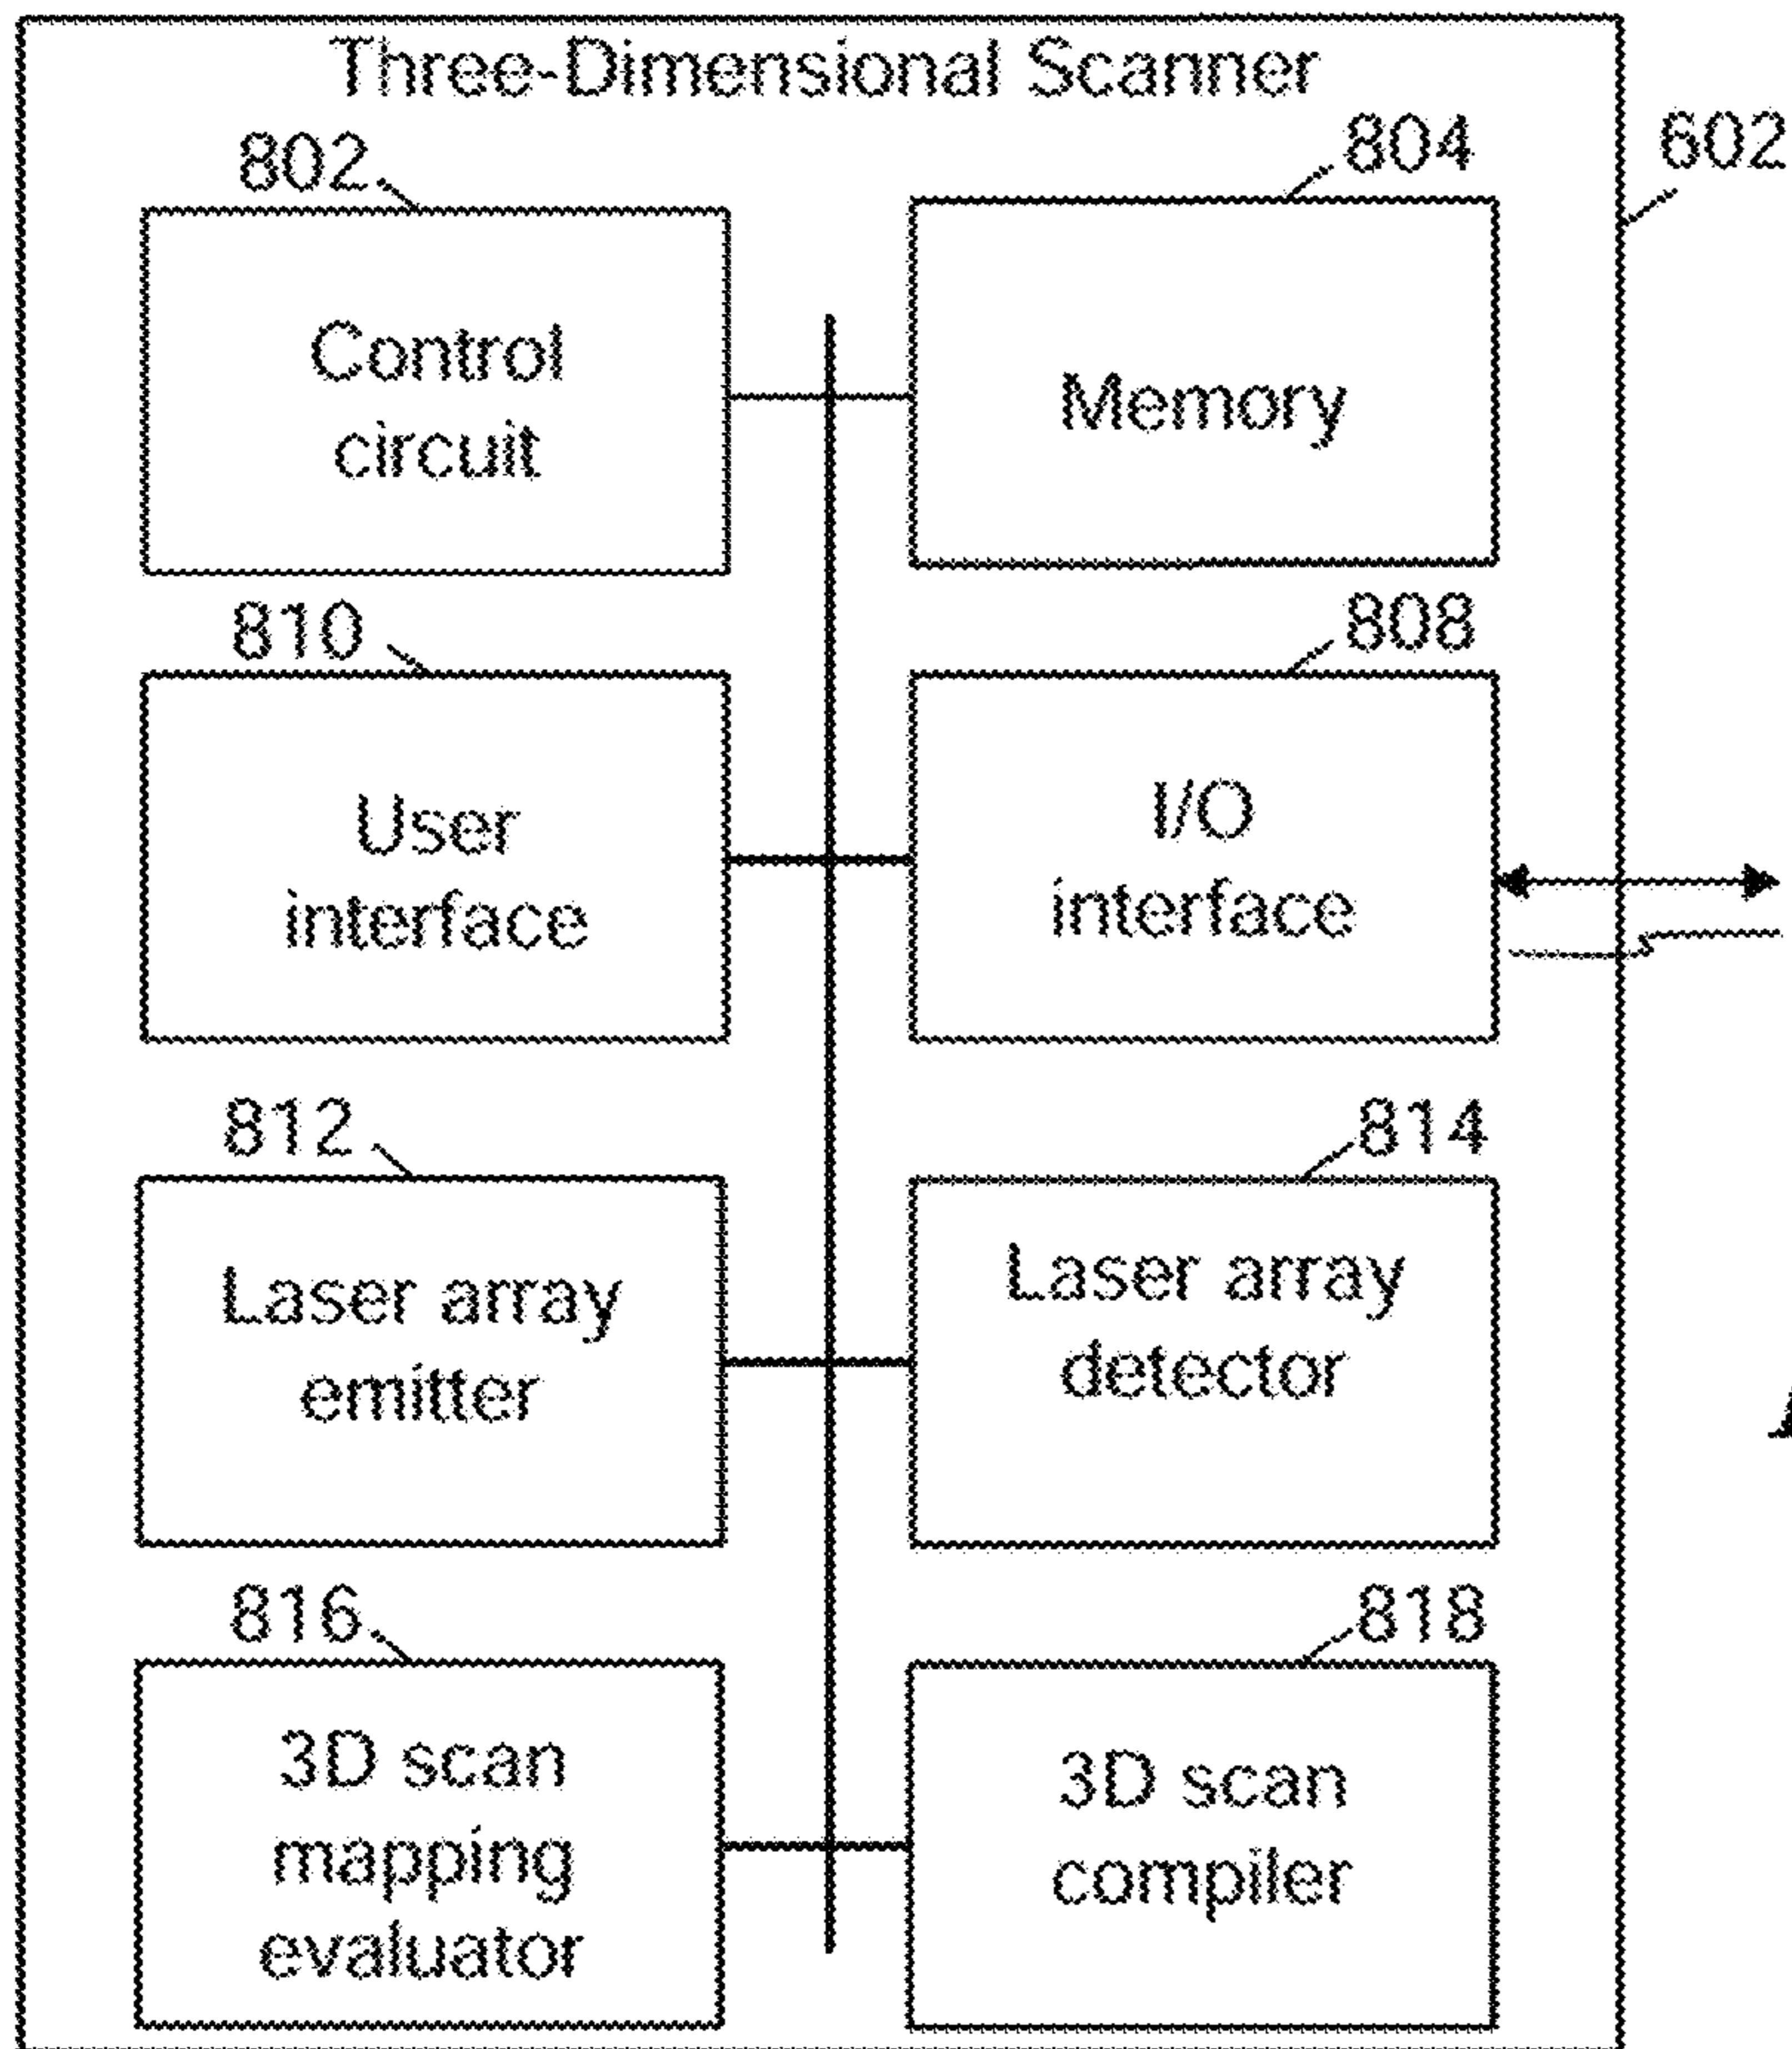 Three-Dimensional Scanner
602
802
804
Control
circuit
Memory
810
808
User
interface
I/O
interface
812
814
Laser array
emitter
Laser array
detector
816
818
3D scan
mapping
evaluator
3D scan
compiler